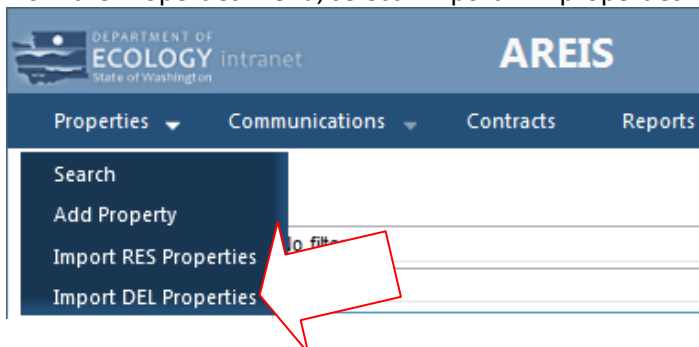 DEPARTMENT OF
ECOLOGY intranet
State of Washington
AREIS
Properties Communications Contracts Reports
Search
Add Property
Import RES Properties
Import DEL Properties